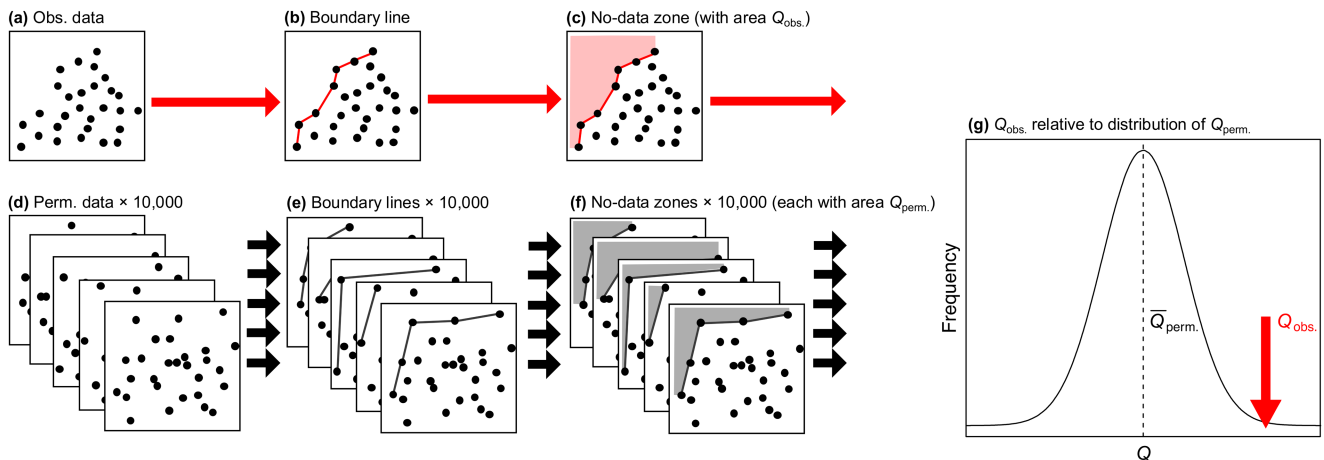 (a) Obs. data
(b) Boundary line
(c) No-data zone (with area Qobs.)
(d) Perm. data × 10,000
(e) Boundary lines × 10,000
(f) No-data zones × 10,000 (each with area Qperm.)
(g) Qobs. relative to distribution of Qperm.
Frequency
Q̅perm.
Qobs.
Q